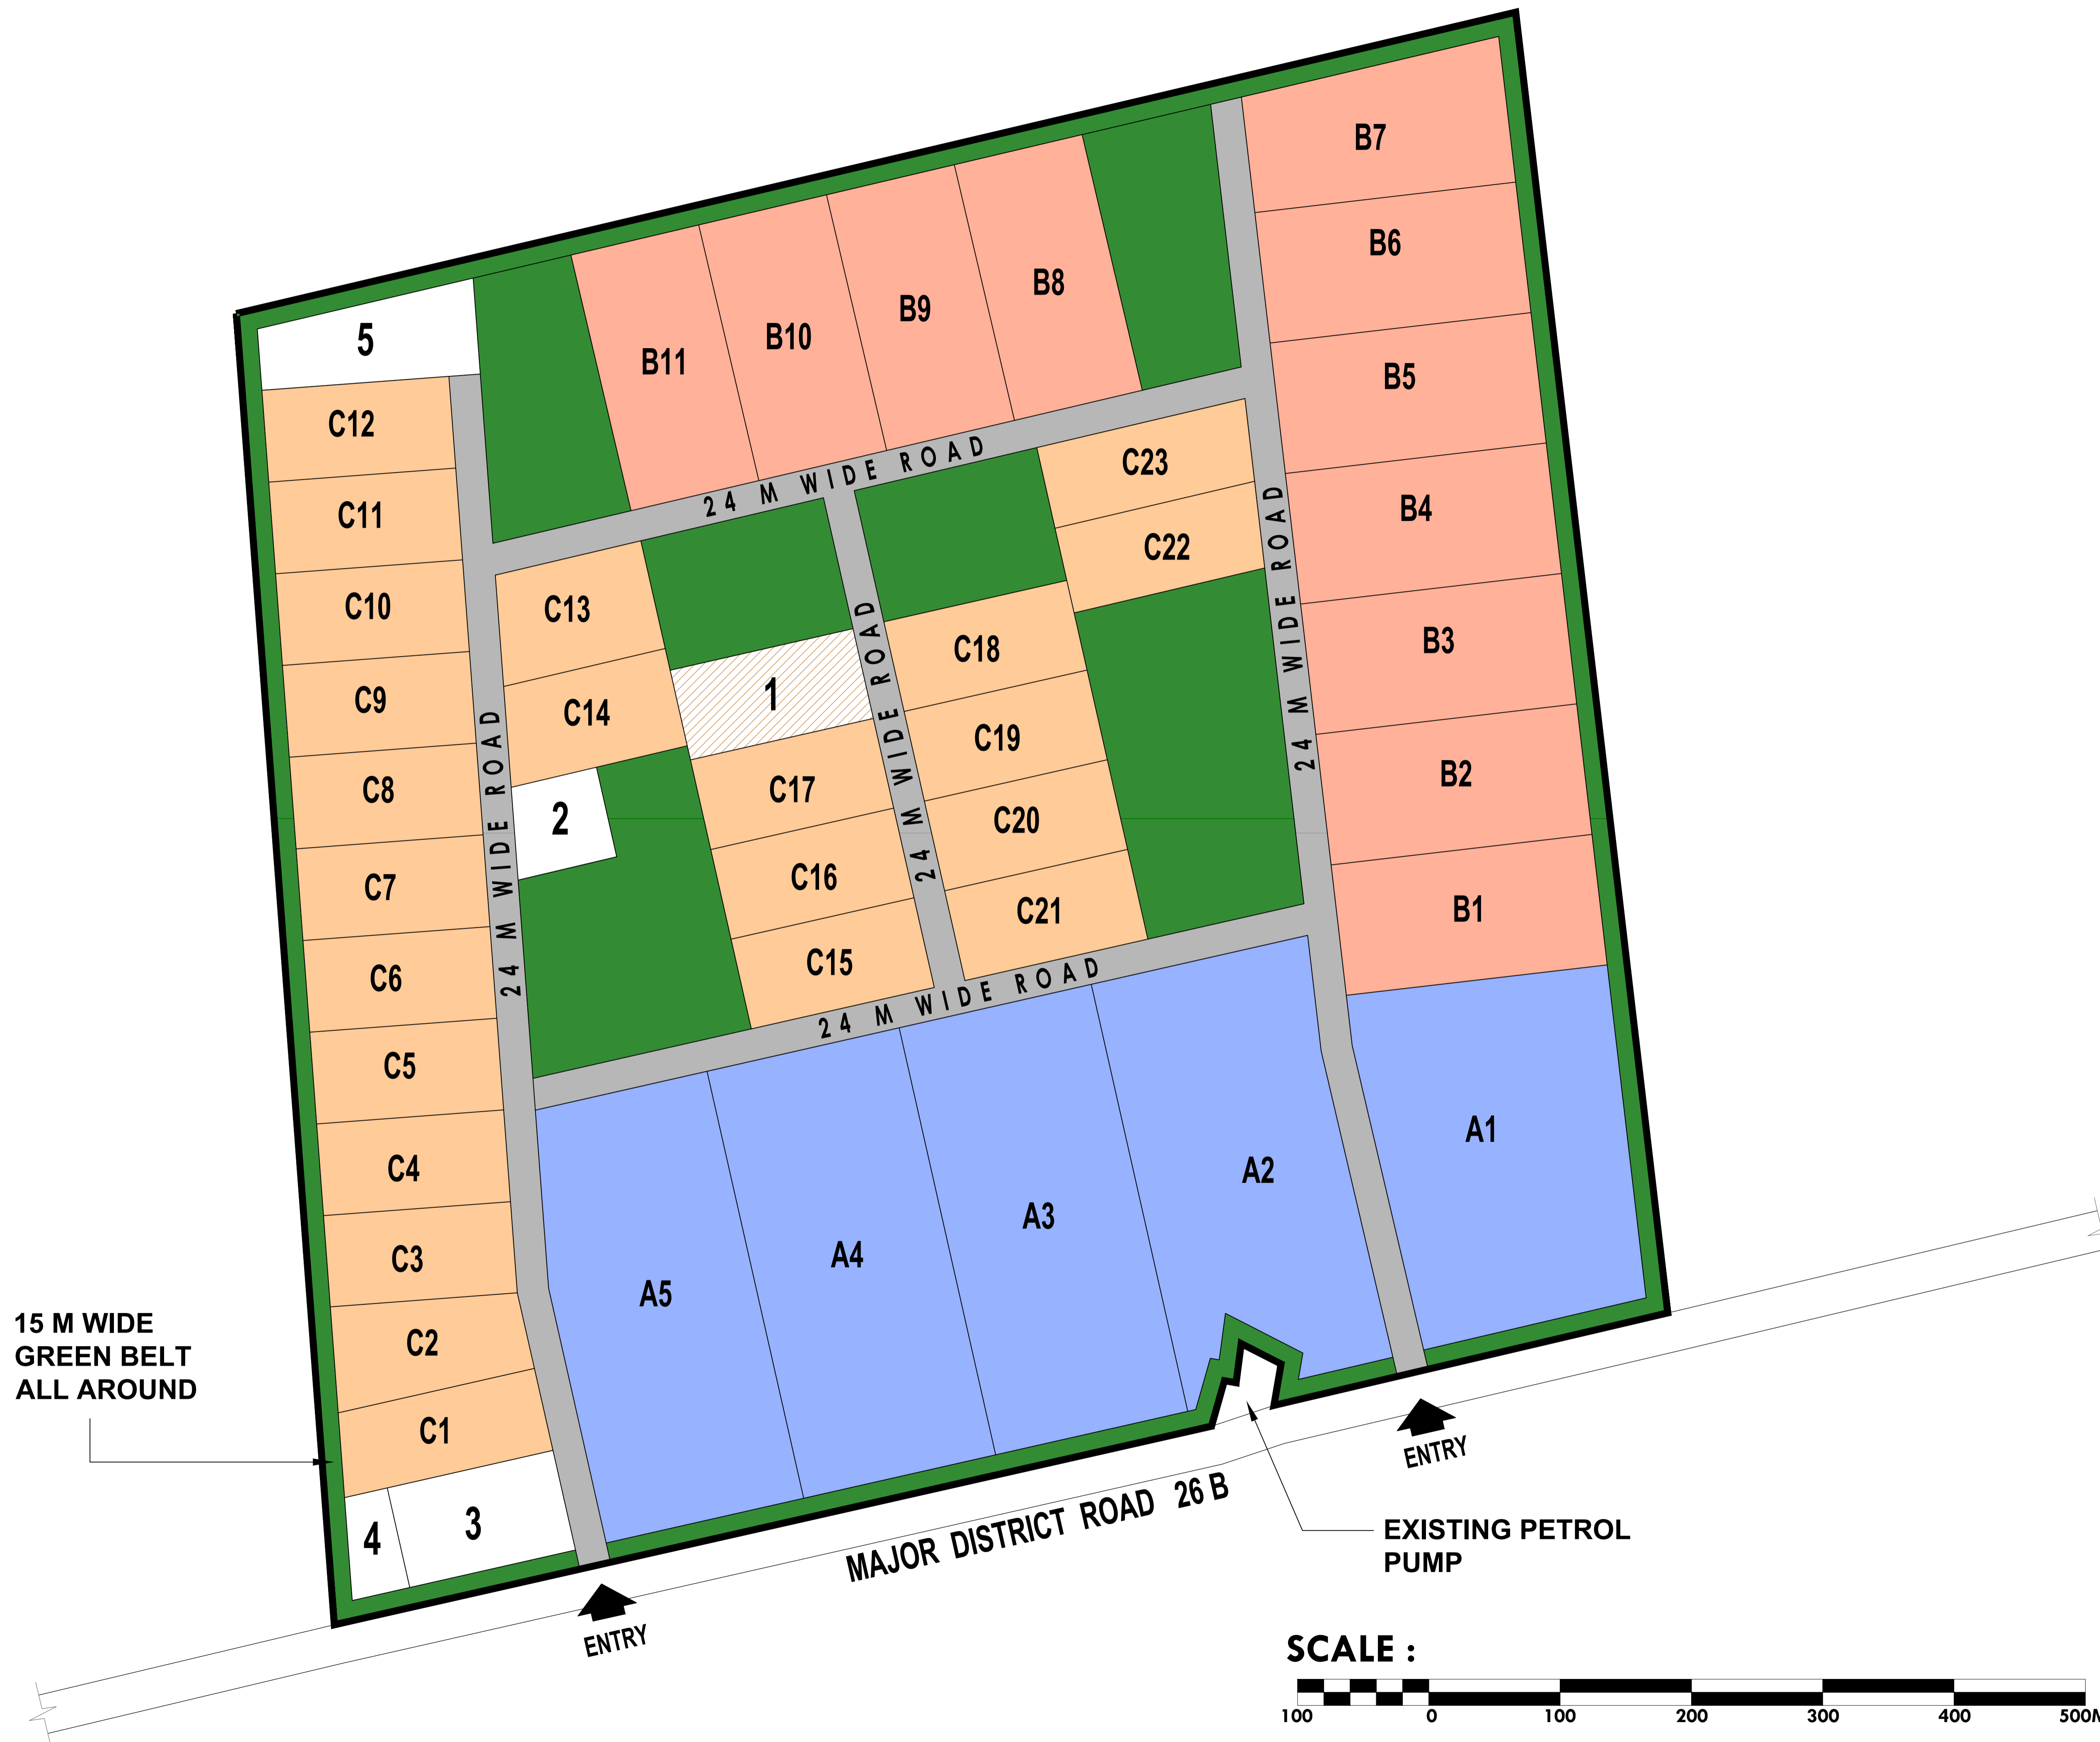 B7
B6
B5
B4
B3
B2
B1
B8
B9
B10
B11
5
C12
C11
C10
C9
C8
C7
C6
C5
C4
C3
C2
C1
4
3
24 M WIDE ROAD
24 M WIDE ROAD
24 M WIDE ROAD
24 M WIDE ROAD
24 M WIDE ROAD
C23
C22
C13
C14
1
2
C17
C16
C15
C18
C19
C20
C21
A1
A2
A3
A4
A5
15 M WIDE
GREEN BELT
ALL AROUND
MAJOR DISTRICT ROAD 26 B
ENTRY
ENTRY
EXISTING PETROL
PUMP
SCALE :
100 0 100 200 300 400 500M